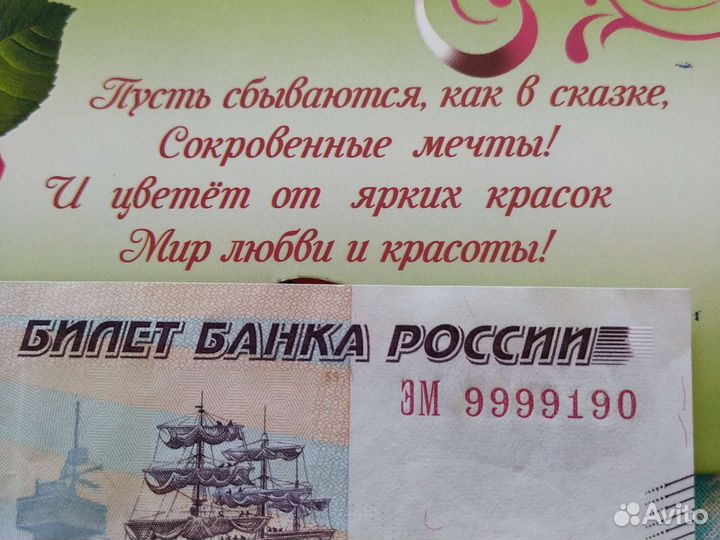 Пусть сбываются, как в сказке,
Сокровенные мечты!
И цветёт от ярких красок
Мир любви и красоты!
БИЛЕТ БАНКА РОССИИ
ЭМ 9999190
Avito